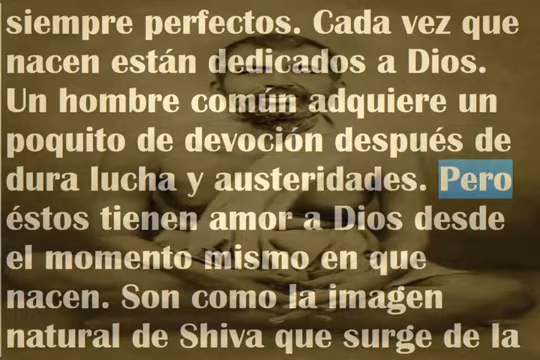 siempre perfectos. Cada vez que
nacen están dedicados a Dios.
Un hombre común adquiere un
poquito de devoción después de
dura lucha y austeridades. Pero
éstos tienen amor a Dios desde
el momento mismo en que
nacen. Son como la imagen
natural de Shiva que surge de la